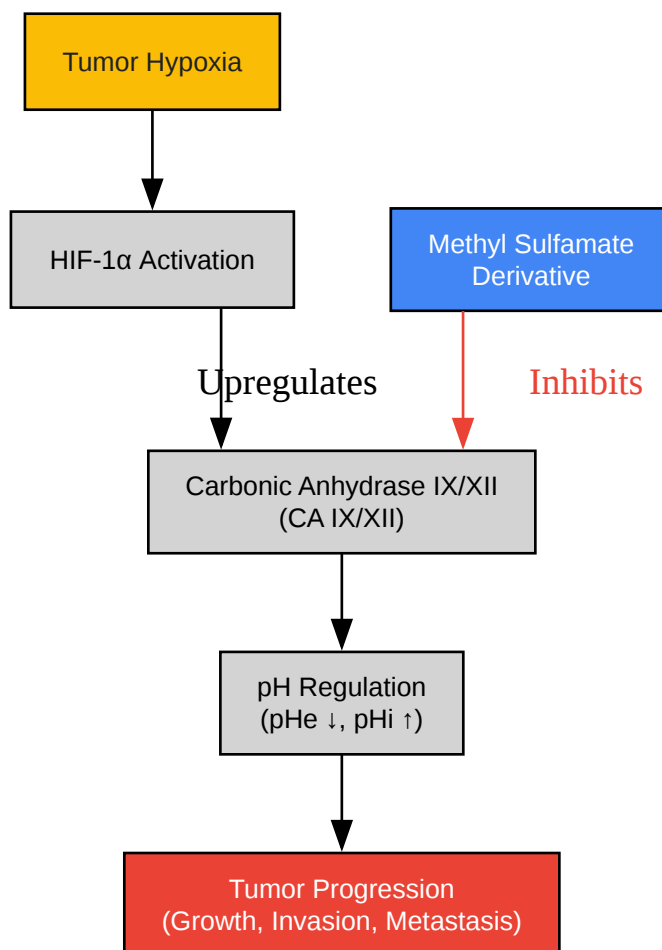 Tumor Hypoxia
HIF-1α Activation
Methyl Sulfamate
Derivative
Upregulates
Inhibits
Carbonic Anhydrase IX/XII
(CA IX/XII)
pH Regulation
(pHe ↓, pHi ↑)
Tumor Progression
(Growth, Invasion, Metastasis)